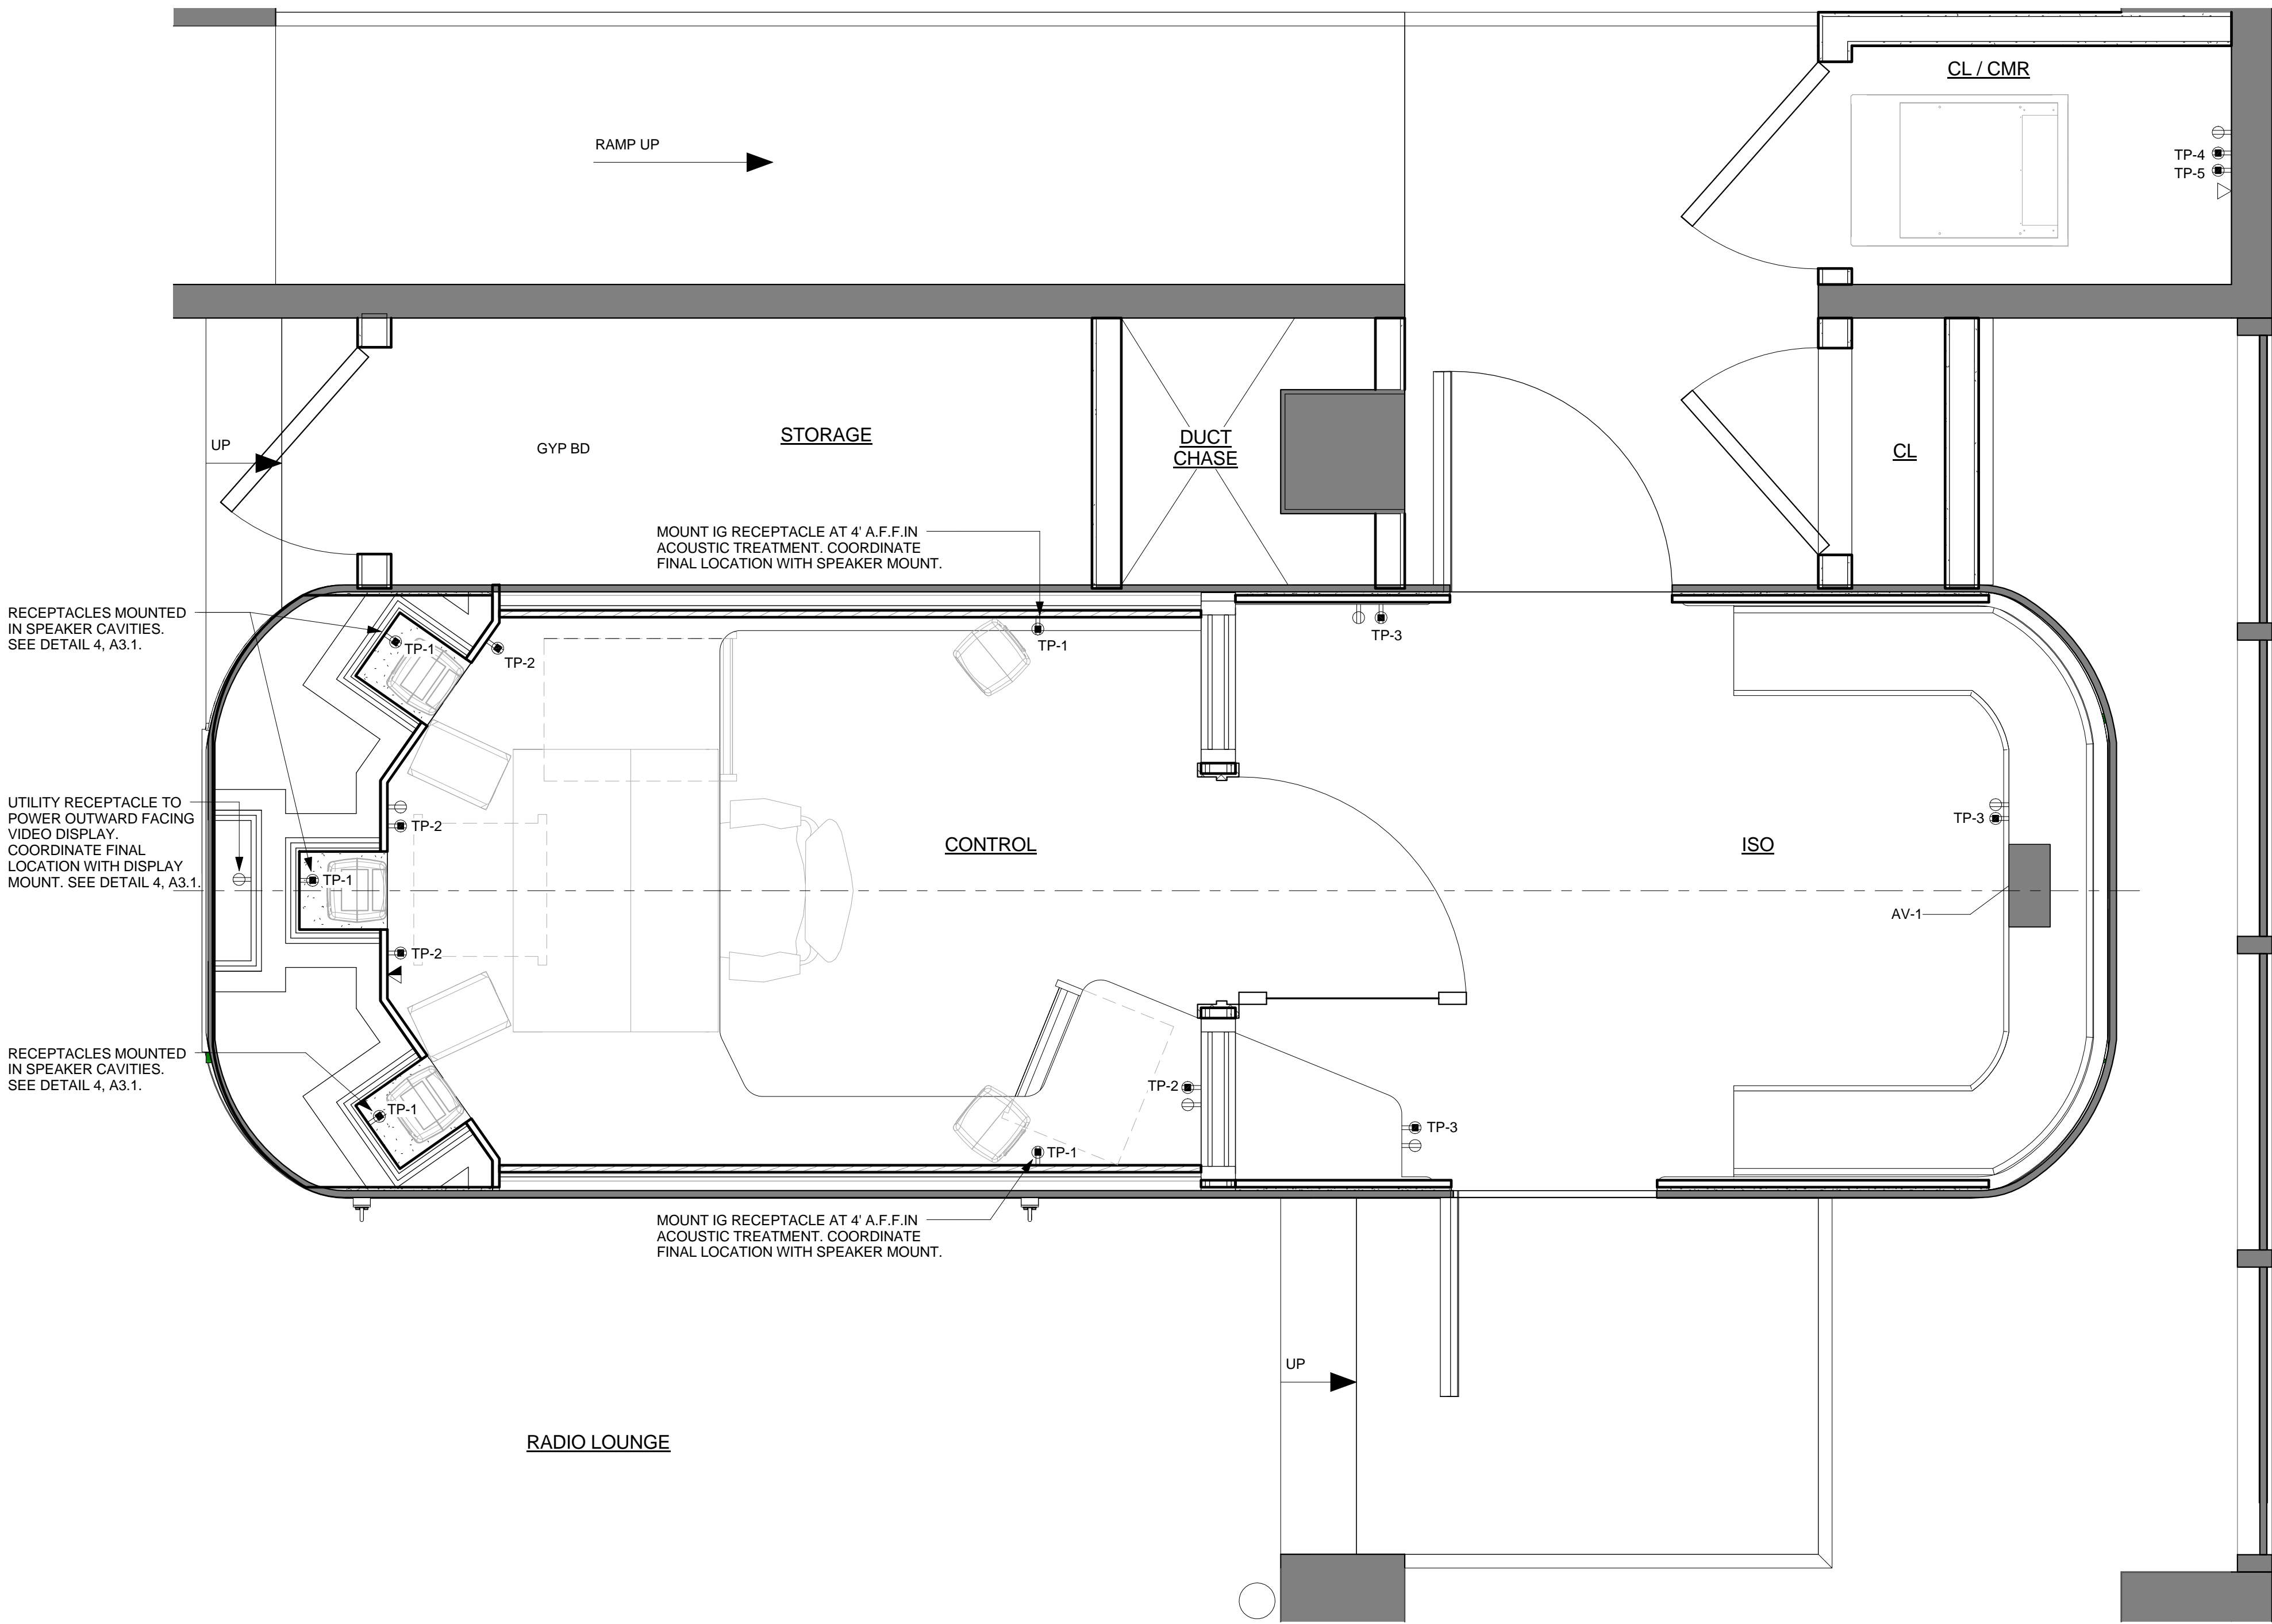 CL / CMR
RAMP UP
TP-4
TP-5
UP
GYP BD
STORAGE
DUCT
CHASE
CL
MOUNT IG RECEPTACLE AT 4' A.F.F.IN
ACOUSTIC TREATMENT. COORDINATE
FINAL LOCATION WITH SPEAKER MOUNT.
RECEPTACLES MOUNTED
IN SPEAKER CAVITIES.
SEE DETAIL 4, A3.1.
TP-1
TP-2
TP-1
TP-3
UTILITY RECEPTACLE TO
POWER OUTWARD FACING
VIDEO DISPLAY.
COORDINATE FINAL
LOCATION WITH DISPLAY
MOUNT. SEE DETAIL 4, A3.1.
TP-2
TP-1
TP-2
CONTROL
ISO
TP-3
AV-1
RECEPTACLES MOUNTED
IN SPEAKER CAVITIES.
SEE DETAIL 4, A3.1.
TP-1
TP-2
TP-1
TP-3
MOUNT IG RECEPTACLE AT 4' A.F.F.IN
ACOUSTIC TREATMENT. COORDINATE
FINAL LOCATION WITH SPEAKER MOUNT.
UP
RADIO LOUNGE